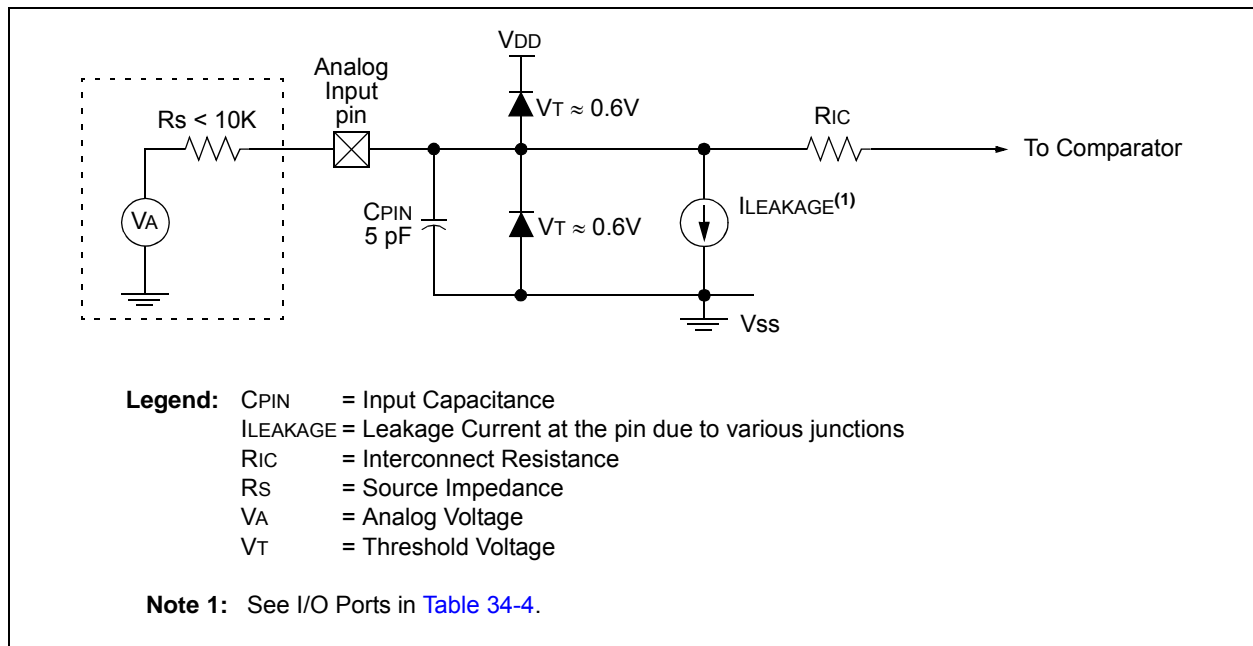 VDD
Analog
Input
pin
Rs < 10K
VT ≈ 0.6V
RIC
To Comparator
VA
CPIN
5 pF
VT ≈ 0.6V
ILEAKAGE(1)
Vss
Legend: CPIN = Input Capacitance
ILEAKAGE = Leakage Current at the pin due to various junctions
RIC = Interconnect Resistance
RS = Source Impedance
VA = Analog Voltage
VT = Threshold Voltage
Note 1: See I/O Ports in Table 34-4.